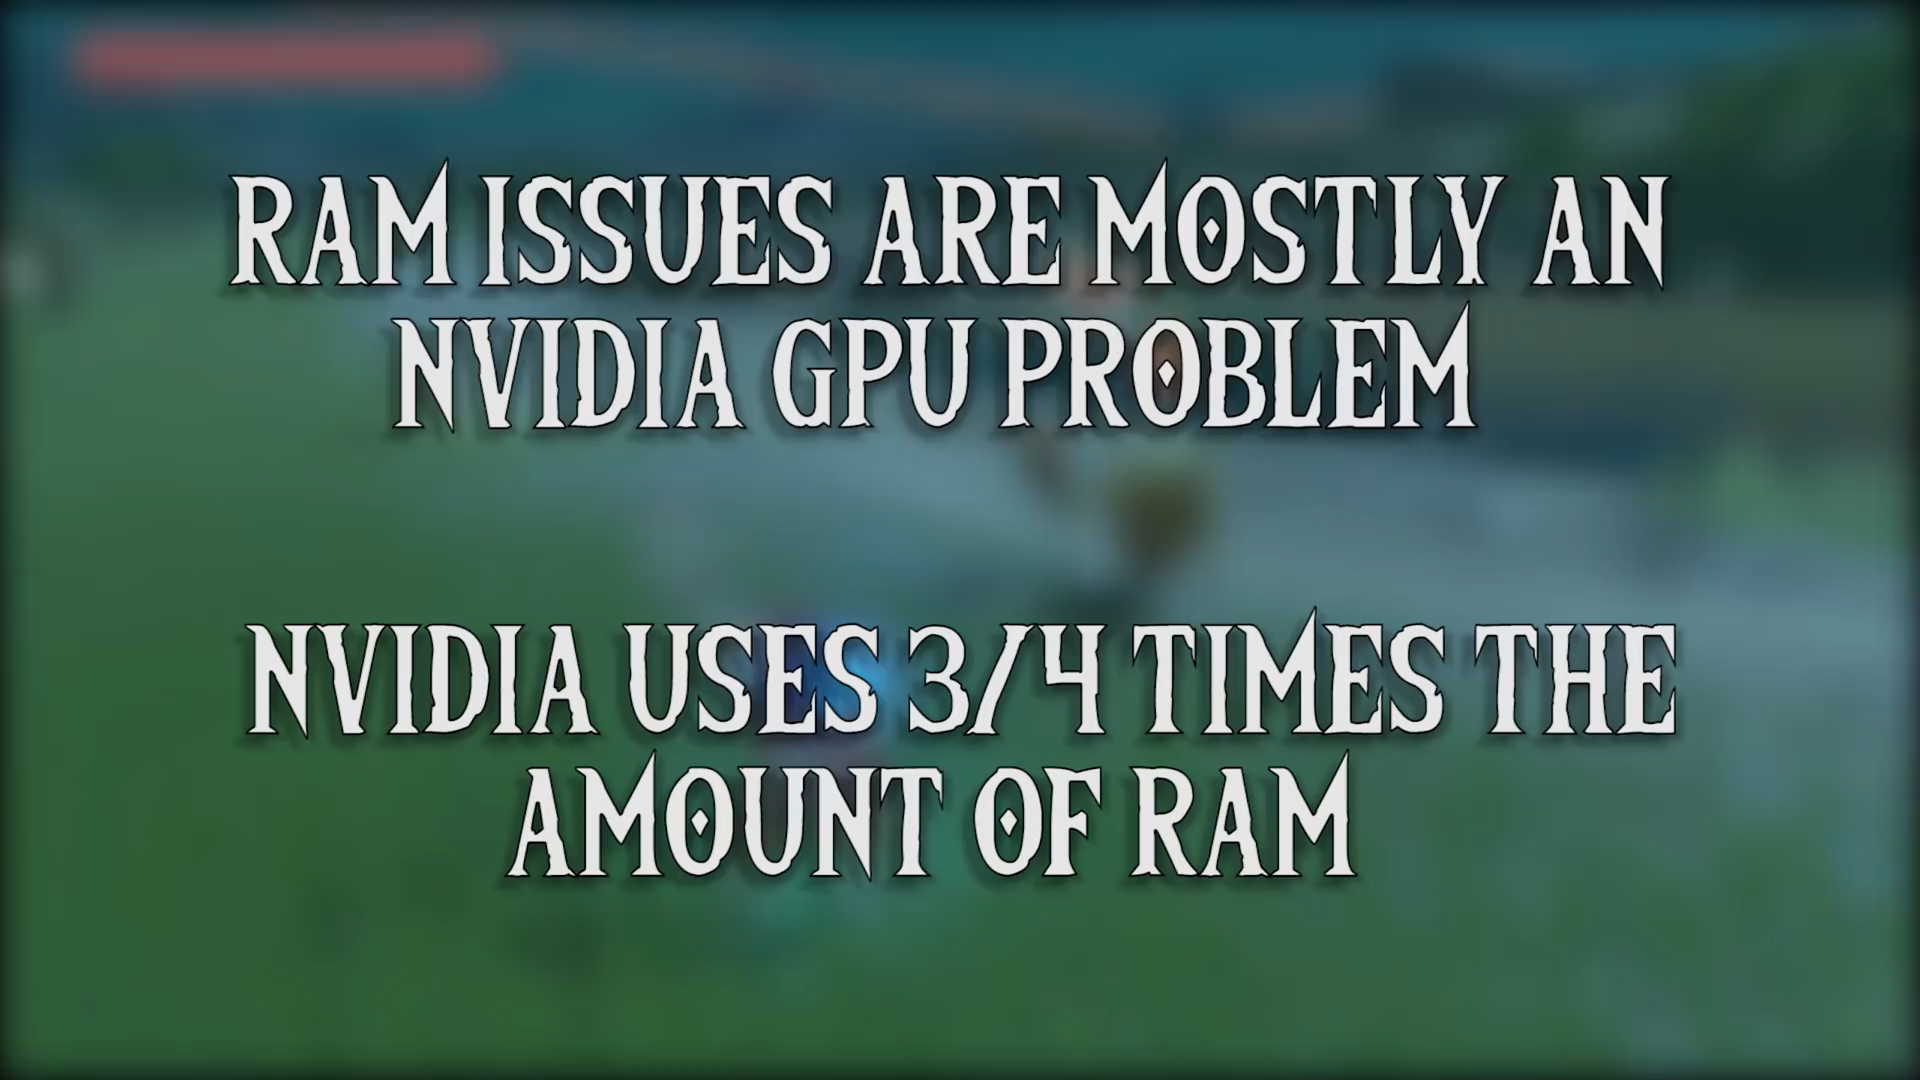 RAM ISSUES ARE MOSTLY AN
NVIDIA GPU PROBLEM
NVIDIA USES 3/4 TIMES THE
AMOUNT OF RAM